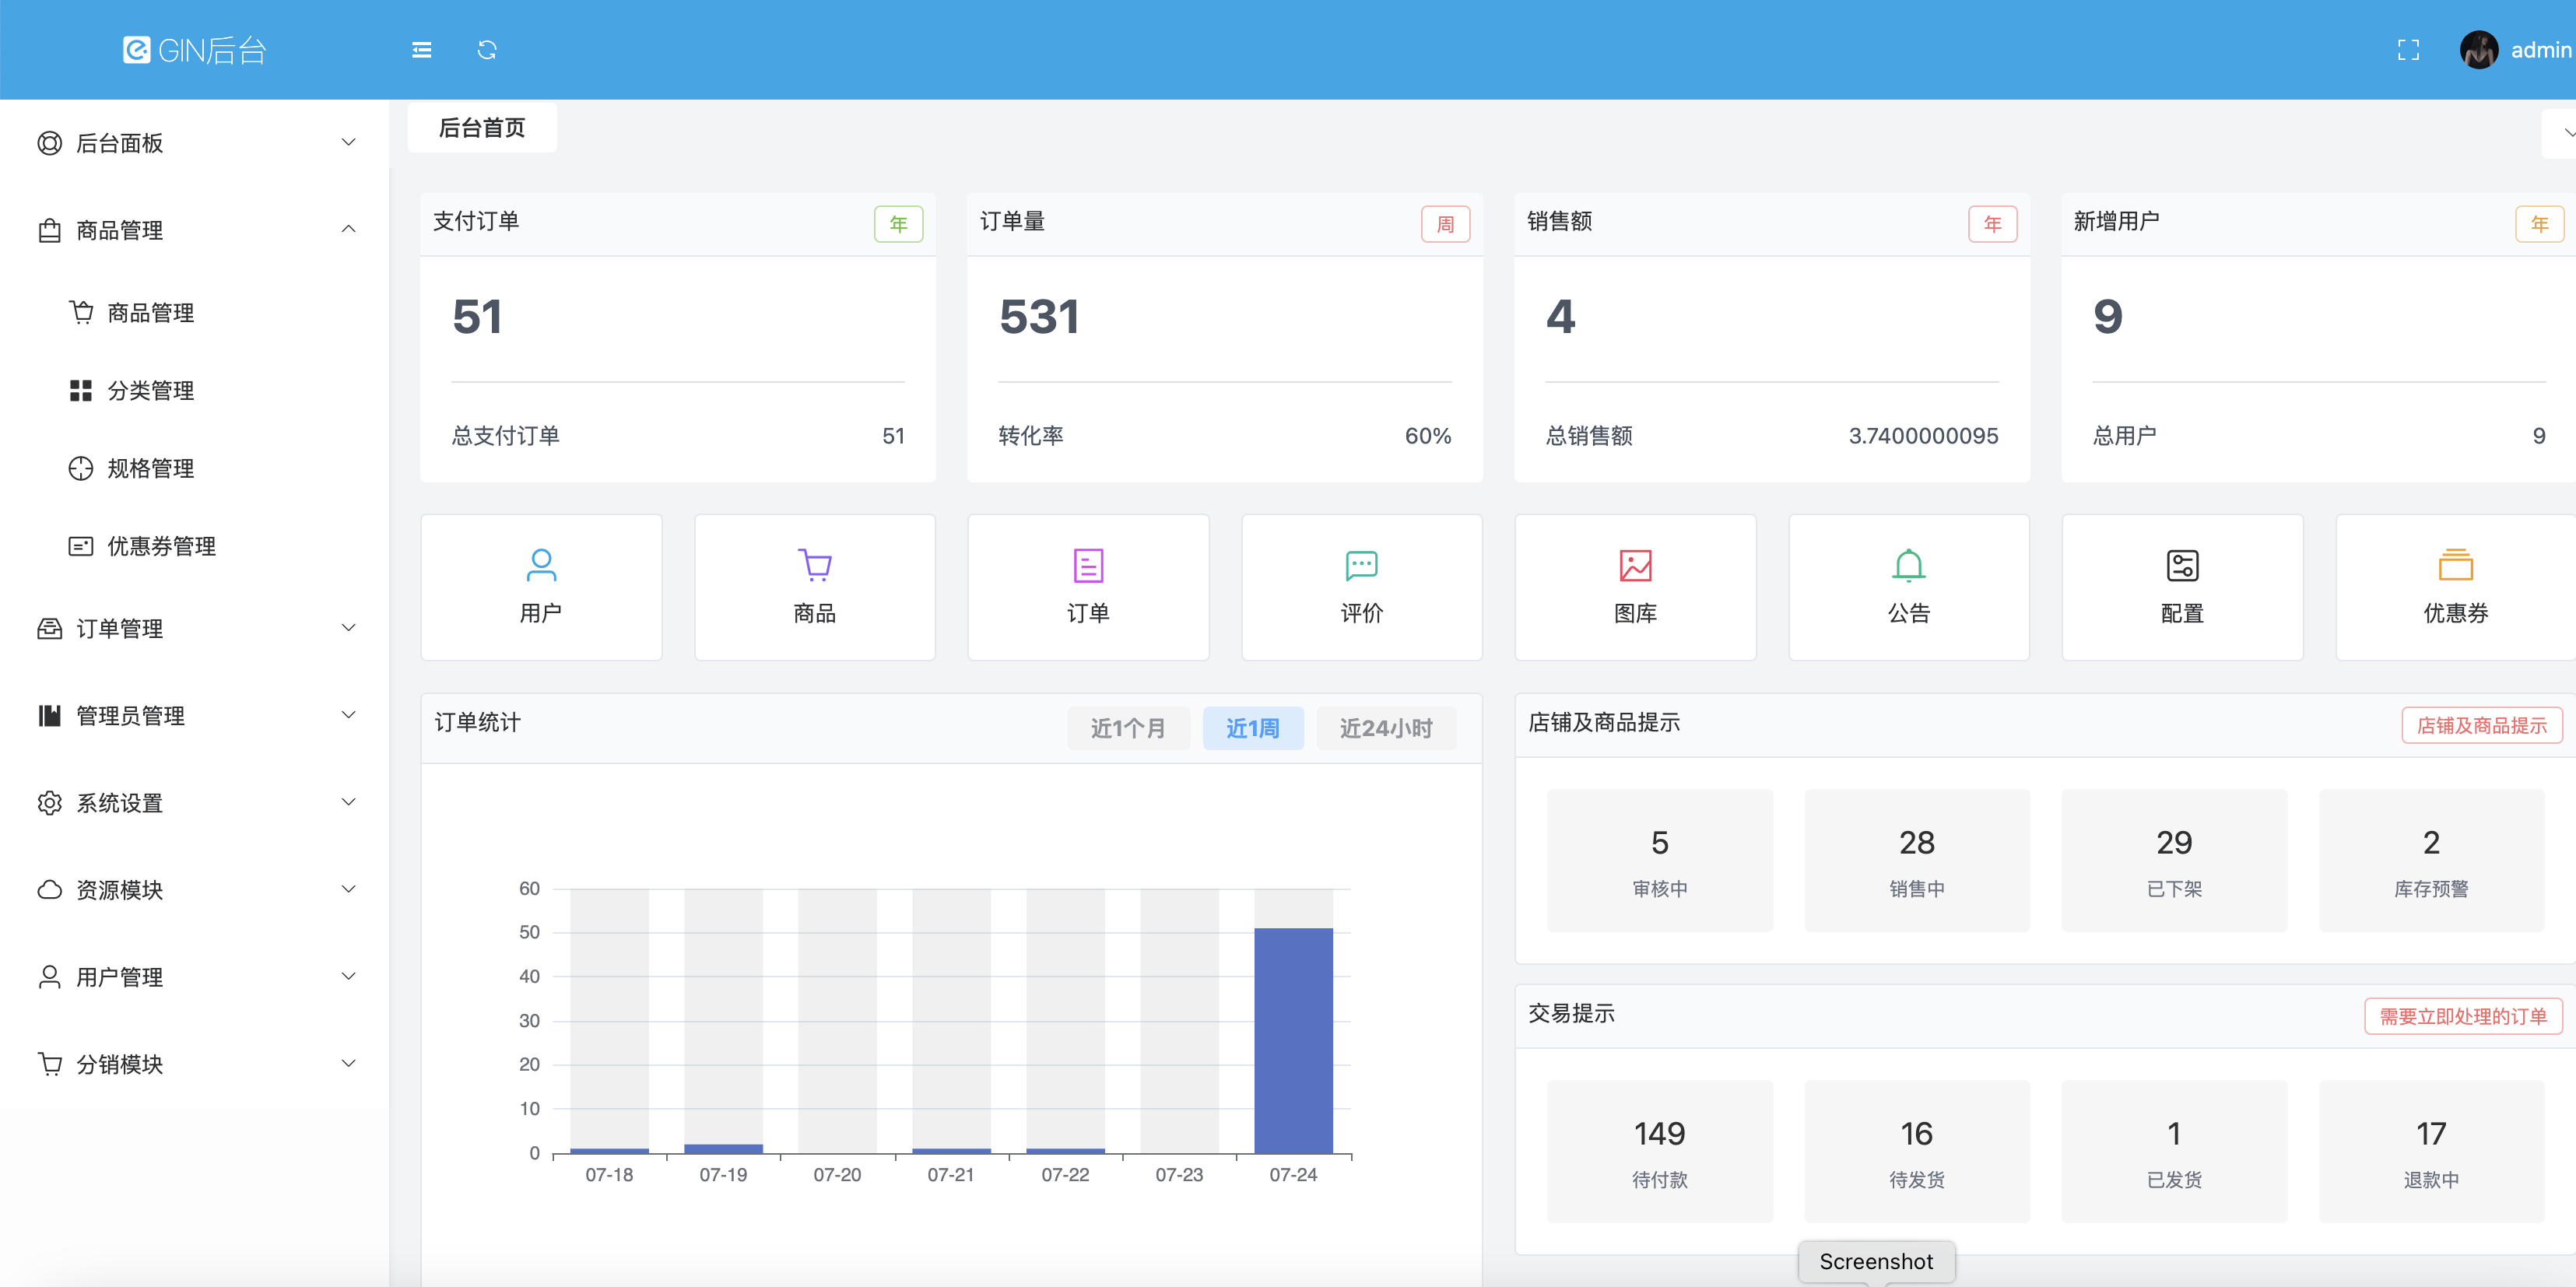 GIN后台
admin
后台面板
商品管理
商品管理
分类管理
规格管理
优惠券管理
订单管理
管理员管理
系统设置
资源模块
用户管理
分销模块
后台首页
支付订单 年
51
总支付订单 51
订单量 周
531
转化率 60%
销售额 年
4
总销售额 3.7400000095
新增用户 年
9
总用户 9
用户
商品
订单
评价
图库
公告
配置
优惠券
订单统计 近1个月 近1周 近24小时
60
50
40
30
20
10
0
07-18 07-19 07-20 07-21 07-22 07-23 07-24
店铺及商品提示 店铺及商品提示
5 28 29 2
审核中 销售中 已下架 库存预警
交易提示 需要立即处理的订单
149 16 1 17
待付款 待发货 已发货 退款中
Screenshot